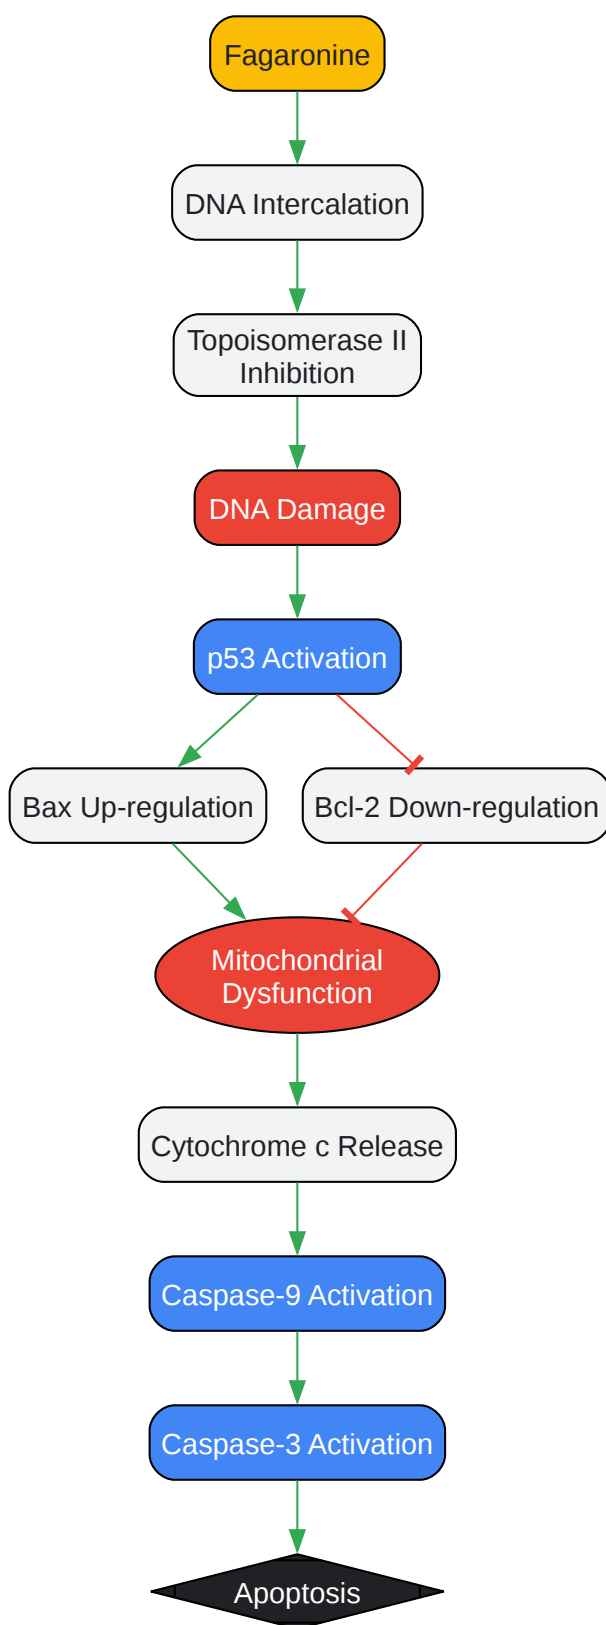 Fagaronine
DNA Intercalation
Topoisomerase II
Inhibition
DNA Damage
p53 Activation
Bax Up-regulation
Bcl-2 Down-regulation
Mitochondrial
Dysfunction
Cytochrome c Release
Caspase-9 Activation
Caspase-3 Activation
Apoptosis